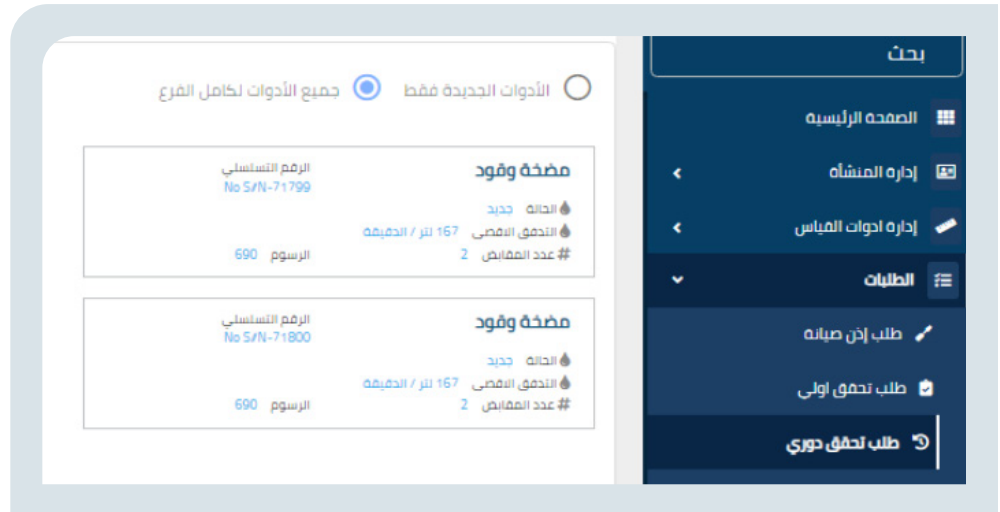 بحث
الصفحة الرئيسية
إدارة المنشأة
إدارة ادوات القياس
الطلبات
طلب إذن صيانة
طلب تحقق اولي
طلب تحقق دوري
الأدوات الجديدة فقط جميع الأدوات لكامل الفرع
مضخة وقود الرقم التسلسلي
No S/N-71799
الحالة جديد
التدفق الاقصى 167 لتر / الدقيقة
# عدد المقابض 2 الرسوم 690
مضخة وقود الرقم التسلسلي
No S/N-71800
الحالة جديد
التدفق الاقصى 167 لتر / الدقيقة
# عدد المقابض 2 الرسوم 690